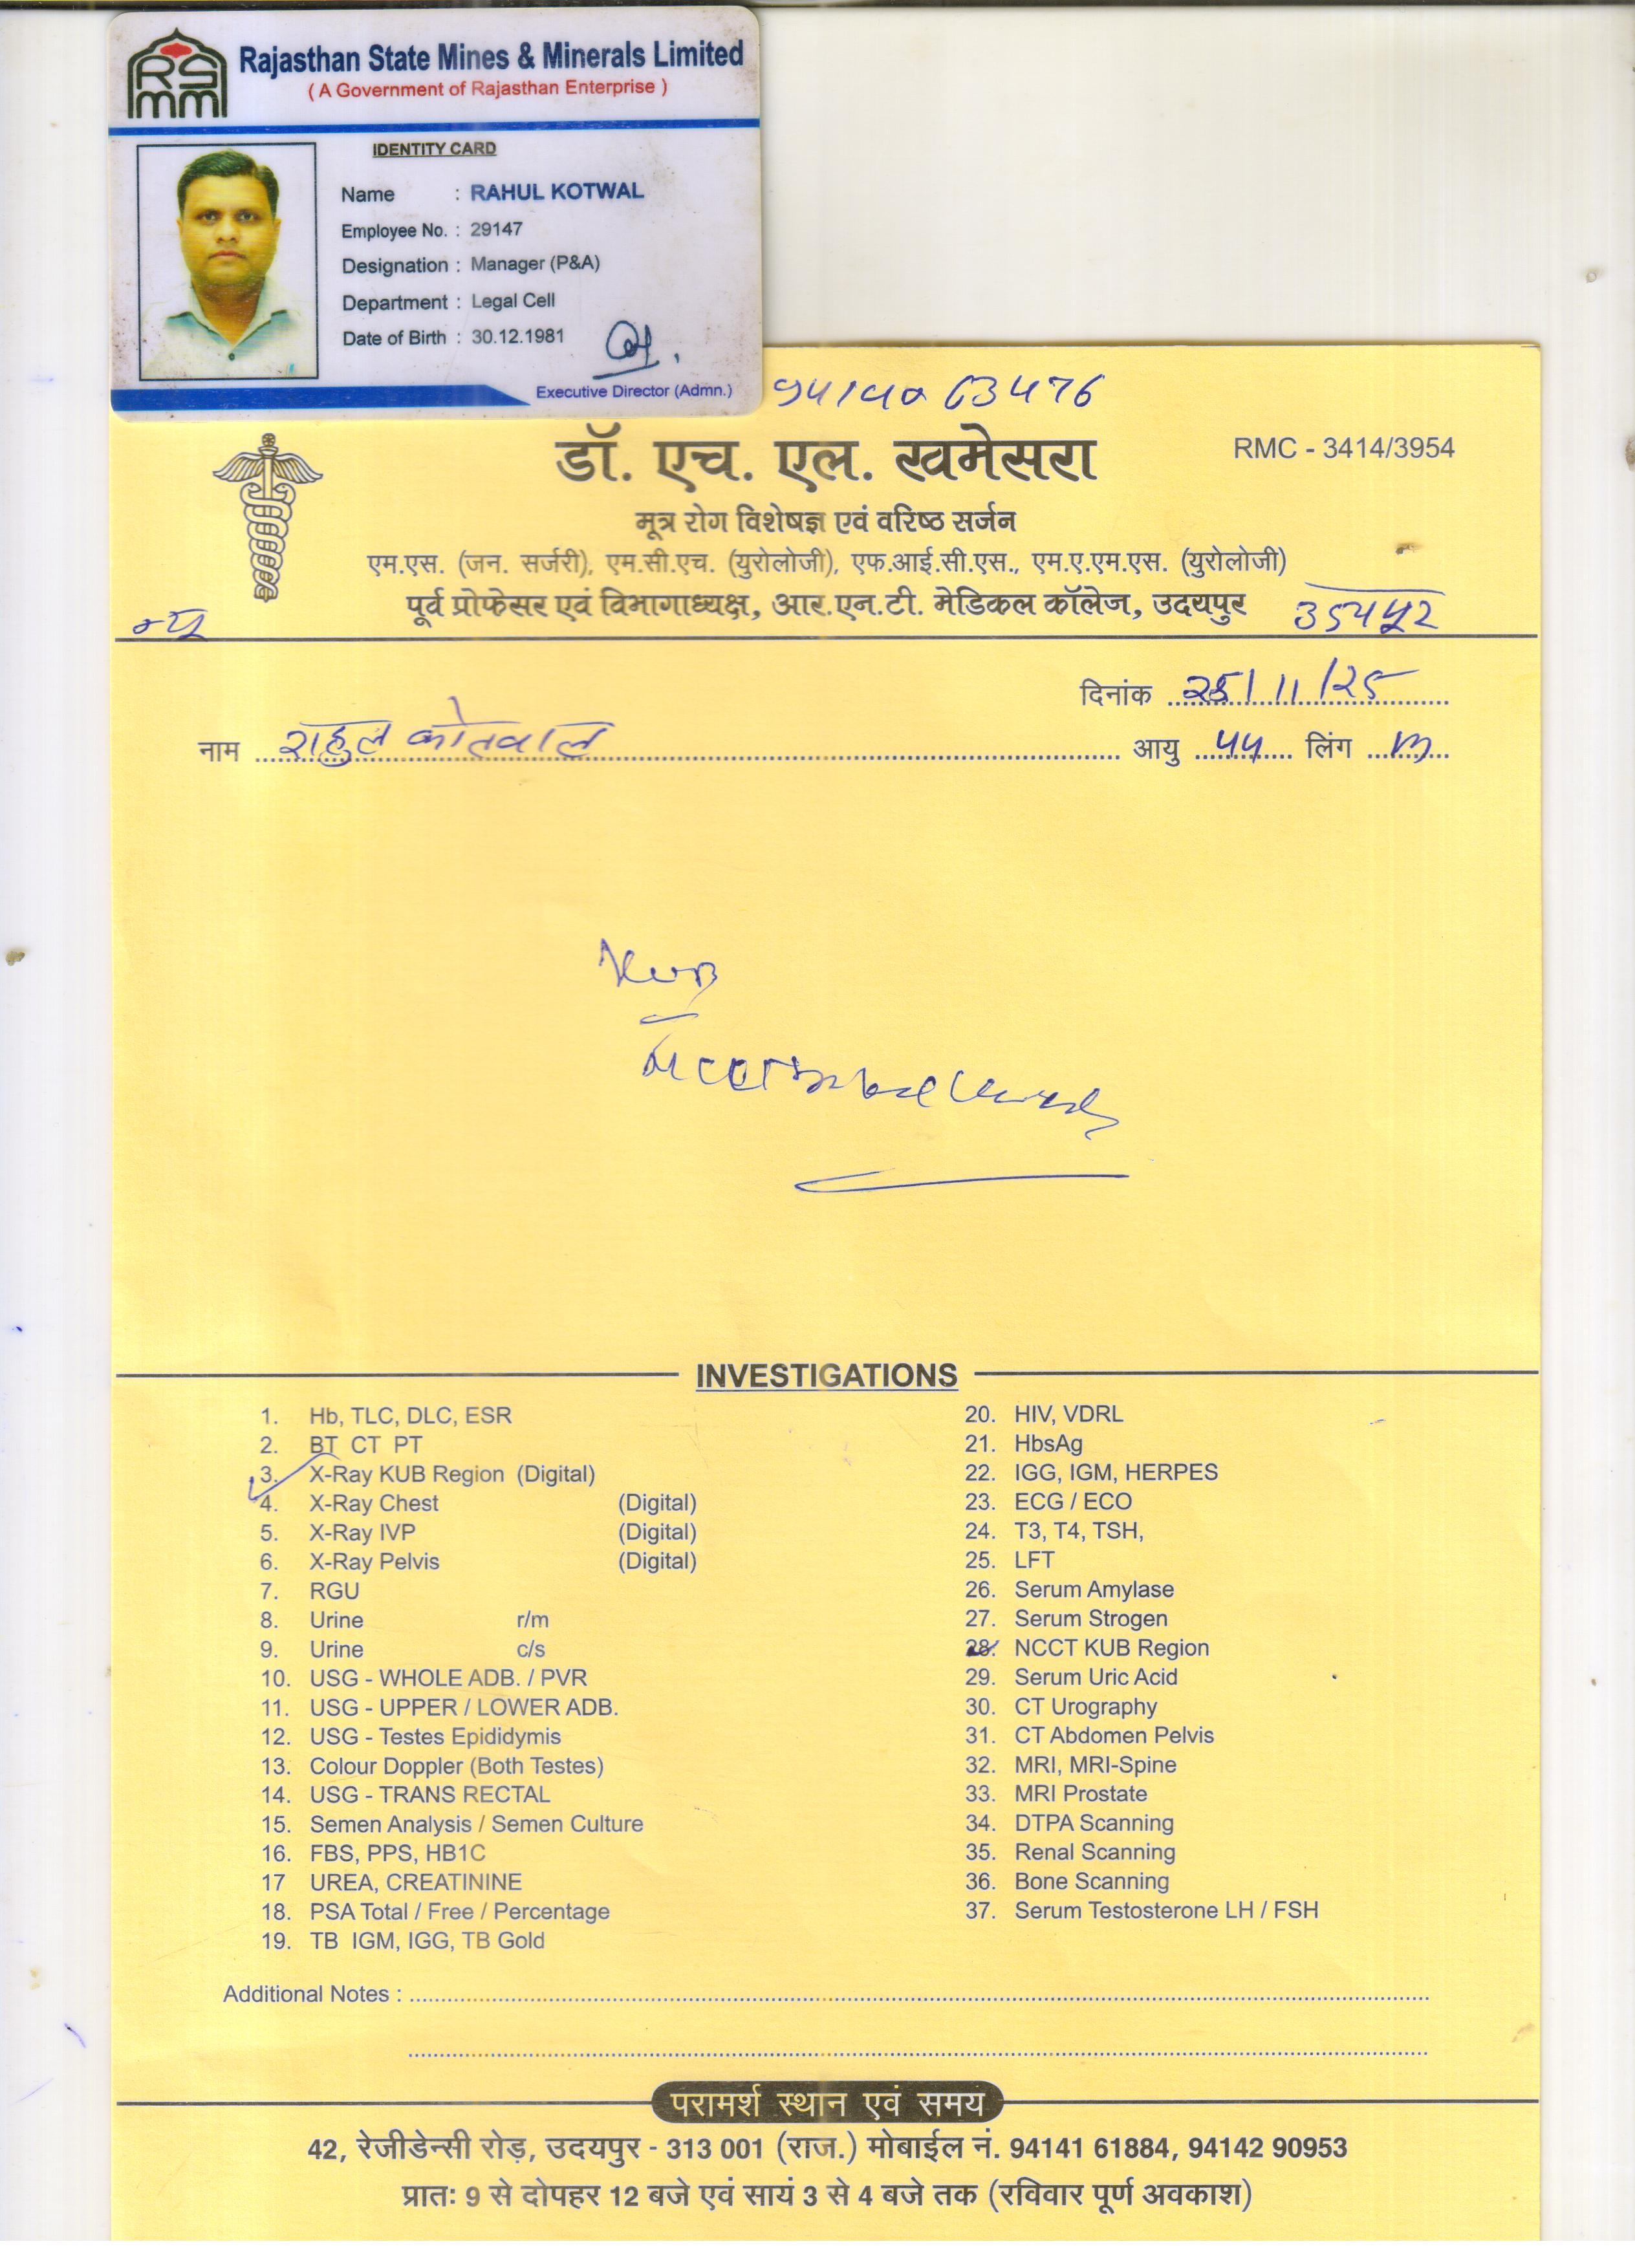 RSMM
Rajasthan State Mines & Minerals Limited
( A Government of Rajasthan Enterprise )
IDENTITY CARD
Name : RAHUL KOTWAL
Employee No. : 29147
Designation : Manager (P&A)
Department : Legal Cell
Date of Birth : 30.12.1981
Executive Director (Admn.)
94140 63476
डॉ. एच. एल. खमेसरा
RMC - 3414/3954
मूत्र रोग विशेषज्ञ एवं वरिष्ठ सर्जन
एम.एस. (जन. सर्जरी), एम.सी.एच. (युरोलोजी), एफ.आई.सी.एस., एम.ए.एम.एस. (युरोलोजी)
पूर्व प्रोफेसर एवं विभागाध्यक्ष, आर.एन.टी. मेडिकल कॉलेज, उदयपुर
उदयपुर
दिनांक 25/11/25
नाम राहुल कोतवाल आयु 44 लिंग M
KUB
INVESTIGATIONS
1. Hb, TLC, DLC, ESR
2. BT CT PT
3. X-Ray KUB Region (Digital)
4. X-Ray Chest (Digital)
5. X-Ray IVP (Digital)
6. X-Ray Pelvis (Digital)
7. RGU
8. Urine r/m
9. Urine c/s
10. USG - WHOLE ADB. / PVR
11. USG - UPPER / LOWER ADB.
12. USG - Testes Epididymis
13. Colour Doppler (Both Testes)
14. USG - TRANS RECTAL
15. Semen Analysis / Semen Culture
16. FBS, PPS, HB1C
17 UREA, CREATININE
18. PSA Total / Free / Percentage
19. TB IGM, IGG, TB Gold
20. HIV, VDRL
21. HbsAg
22. IGG, IGM, HERPES
23. ECG / ECO
24. T3, T4, TSH,
25. LFT
26. Serum Amylase
27. Serum Strogen
28. NCCT KUB Region
29. Serum Uric Acid
30. CT Urography
31. CT Abdomen Pelvis
32. MRI, MRI-Spine
33. MRI Prostate
34. DTPA Scanning
35. Renal Scanning
36. Bone Scanning
37. Serum Testosterone LH / FSH
Additional Notes :
परामर्श स्थान एवं समय
42, रेजीडेन्सी रोड़, उदयपुर - 313 001 (राज.) मोबाईल नं. 94141 61884, 94142 90953
प्रातः 9 से दोपहर 12 बजे एवं सायं 3 से 4 बजे तक (रविवार पूर्ण अवकाश)